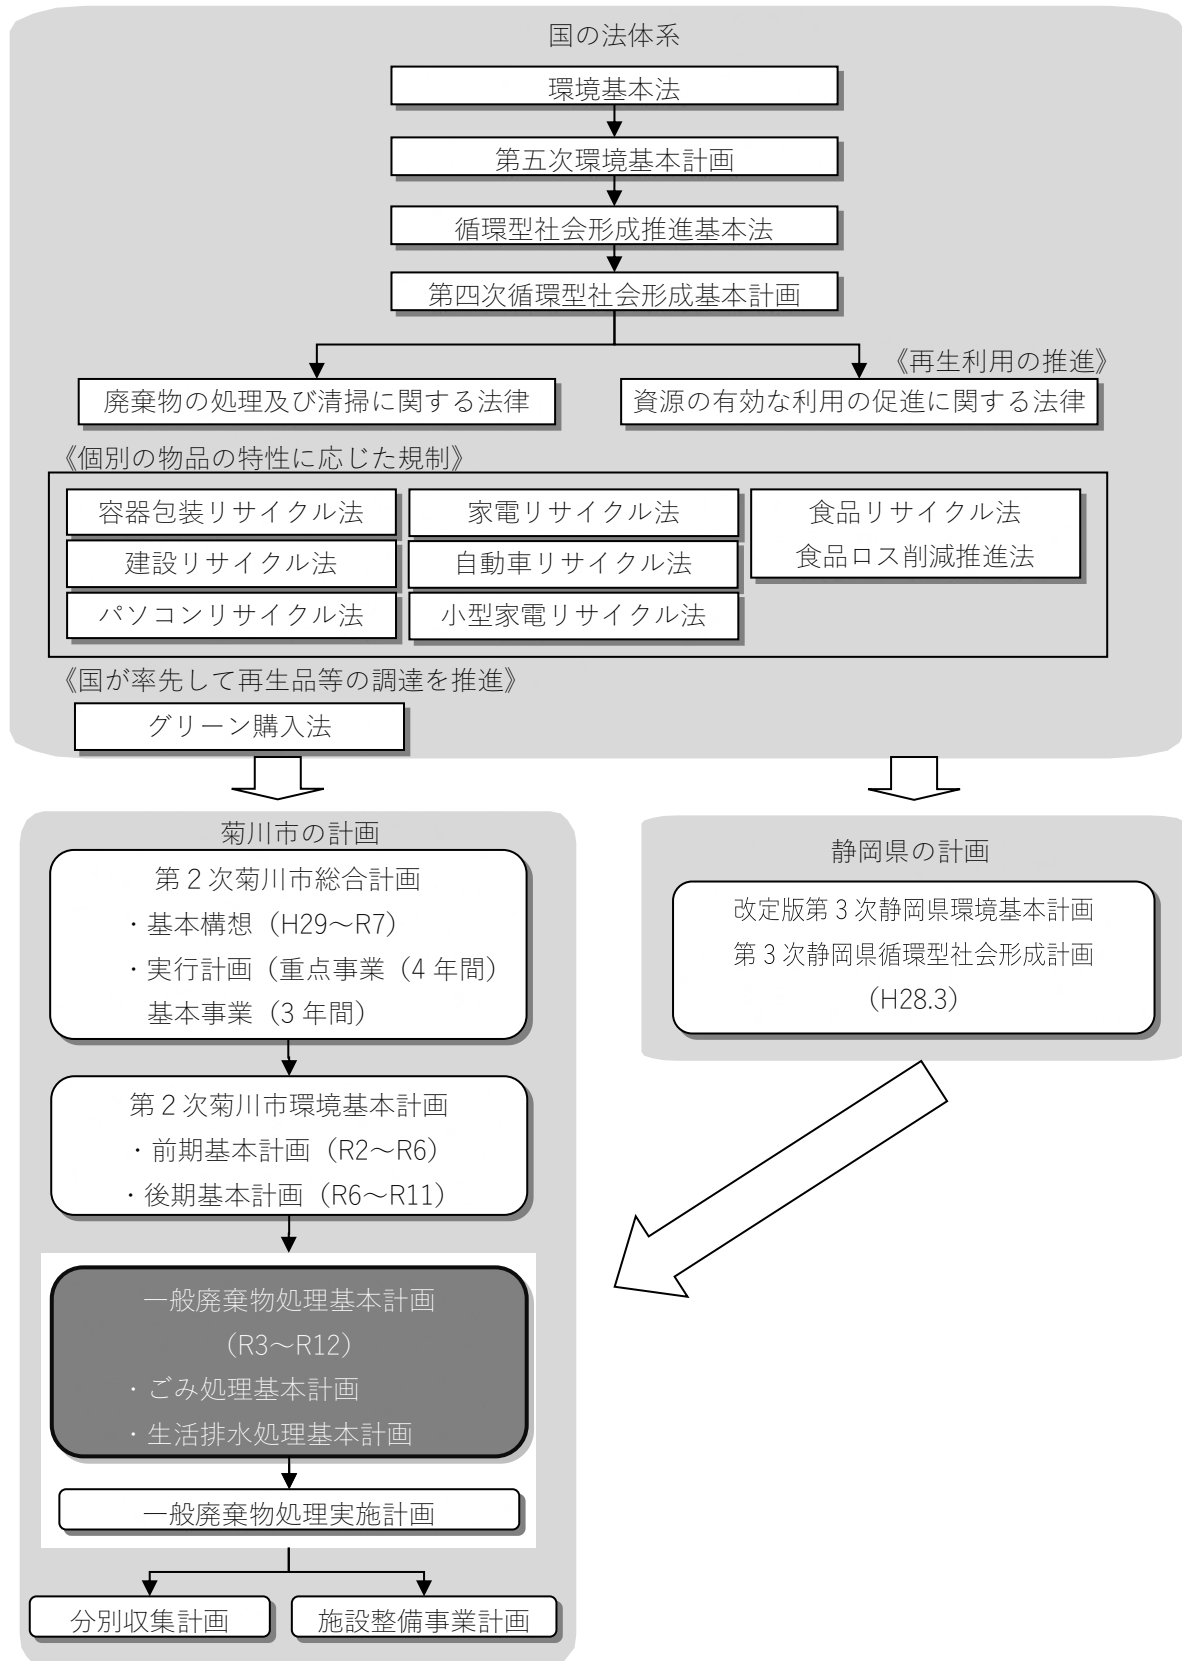 国の法体系
環境基本法
第五次環境基本計画
循環型社会形成推進基本法
第四次循環型社会形成基本計画
《再生利用の推進》
廃棄物の処理及び清掃に関する法律
資源の有効な利用の促進に関する法律
《個別の物品の特性に応じた規制》
容器包装リサイクル法
家電リサイクル法
食品リサイクル法
食品ロス削減推進法
建設リサイクル法
自動車リサイクル法
パソコンリサイクル法
小型家電リサイクル法
《国が率先して再生品等の調達を推進》
グリーン購入法
菊川市の計画
第2次菊川市総合計画
・基本構想（H29～R7）
・実行計画（重点事業（4年間）
基本事業（3年間）
第2次菊川市環境基本計画
・前期基本計画（R2～R6）
・後期基本計画（R6～R11）
一般廃棄物処理基本計画
（R3～R12）
・ごみ処理基本計画
・生活排水処理基本計画
一般廃棄物処理実施計画
分別収集計画
施設整備事業計画
静岡県の計画
改定版第3次静岡県環境基本計画
第3次静岡県循環型社会形成計画
（H28.3）